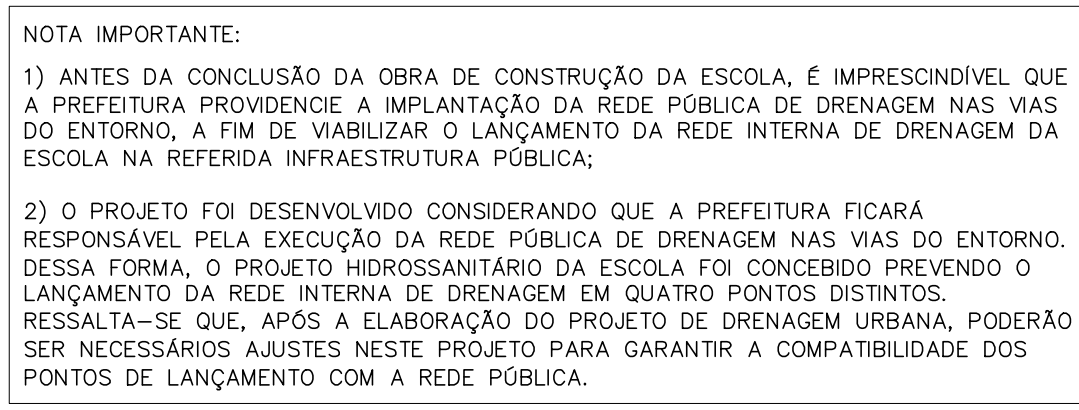 NOTA IMPORTANTE:
1) ANTES DA CONCLUSÃO DA OBRA DE CONSTRUÇÃO DA ESCOLA, É IMPRESCINDÍVEL QUE
A PREFEITURA PROVIDENCIE A IMPLANTAÇÃO DA REDE PÚBLICA DE DRENAGEM NAS VIAS
DO ENTORNO, A FIM DE VIABILIZAR O LANÇAMENTO DA REDE INTERNA DE DRENAGEM DA
ESCOLA NA REFERIDA INFRAESTRUTURA PÚBLICA;
2) O PROJETO FOI DESENVOLVIDO CONSIDERANDO QUE A PREFEITURA FICARÁ
RESPONSÁVEL PELA EXECUÇÃO DA REDE PÚBLICA DE DRENAGEM NAS VIAS DO ENTORNO.
DESSA FORMA, O PROJETO HIDROSSANITÁRIO DA ESCOLA FOI CONCEBIDO PREVENDO O
LANÇAMENTO DA REDE INTERNA DE DRENAGEM EM QUATRO PONTOS DISTINTOS.
RESSALTA-SE QUE, APÓS A ELABORAÇÃO DO PROJETO DE DRENAGEM URBANA, PODERÃO
SER NECESSÁRIOS AJUSTES NESTE PROJETO PARA GARANTIR A COMPATIBILIDADE DOS
PONTOS DE LANÇAMENTO COM A REDE PÚBLICA.